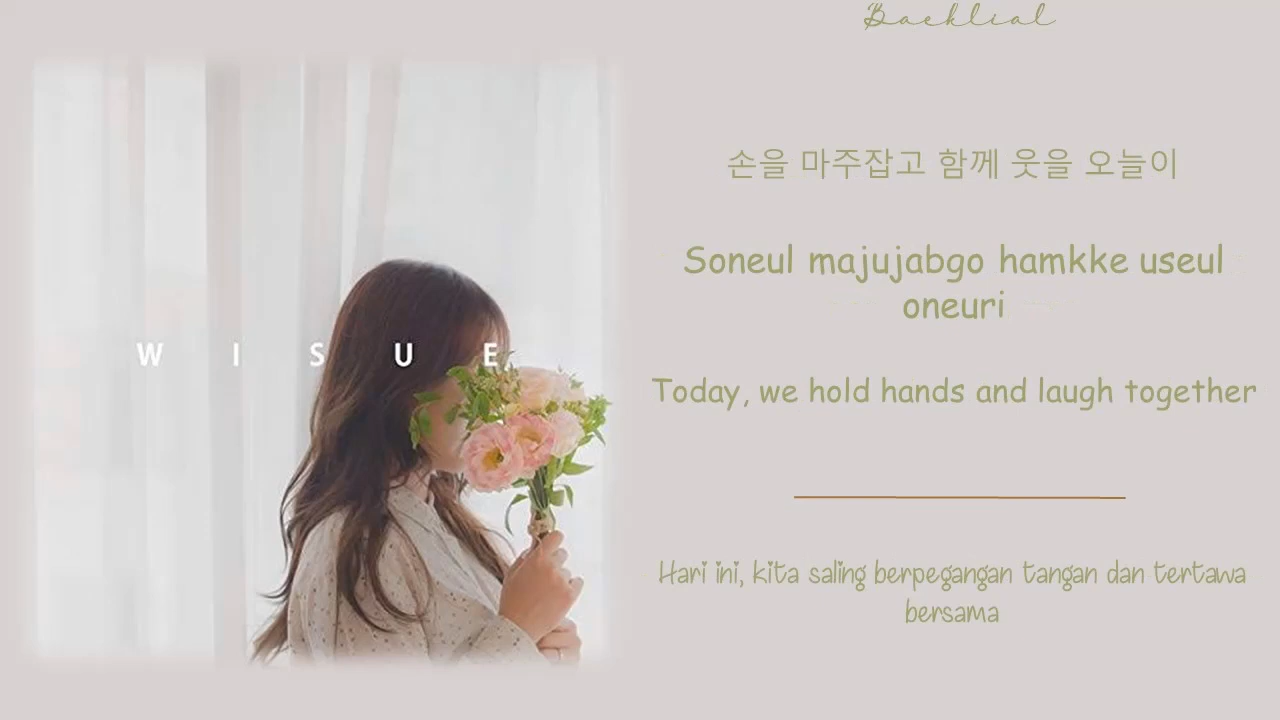 Baeklial
손을 마주잡고 함께 웃을 오늘이
Soneul majujabgo hamkke useul
oneuri
W I S U E
Today, we hold hands and laugh together
Hari ini, kita saling berpegangan tangan dan tertawa
bersama